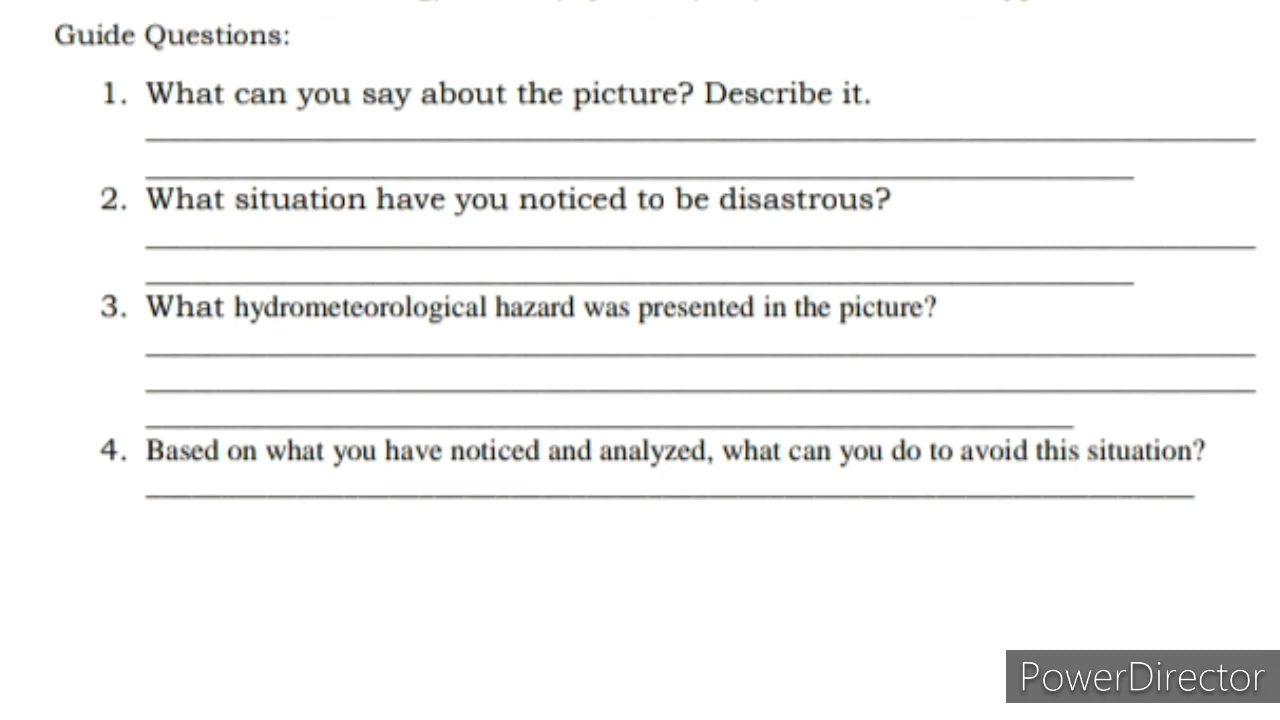 Guide Questions:
1. What can you say about the picture? Describe it.
2. What situation have you noticed to be disastrous?
3. What hydrometeorological hazard was presented in the picture?
4. Based on what you have noticed and analyzed, what can you do to avoid this situation?
PowerDirector